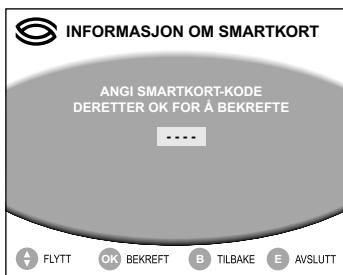 INFORMASJON OM SMARTKORT
ANGI SMARTKORT-KODE
DERETTER OK FOR Å BEKREFTE
- - - -
FLYTT OK BEKREFT B TILBAKE E AVSLUTT